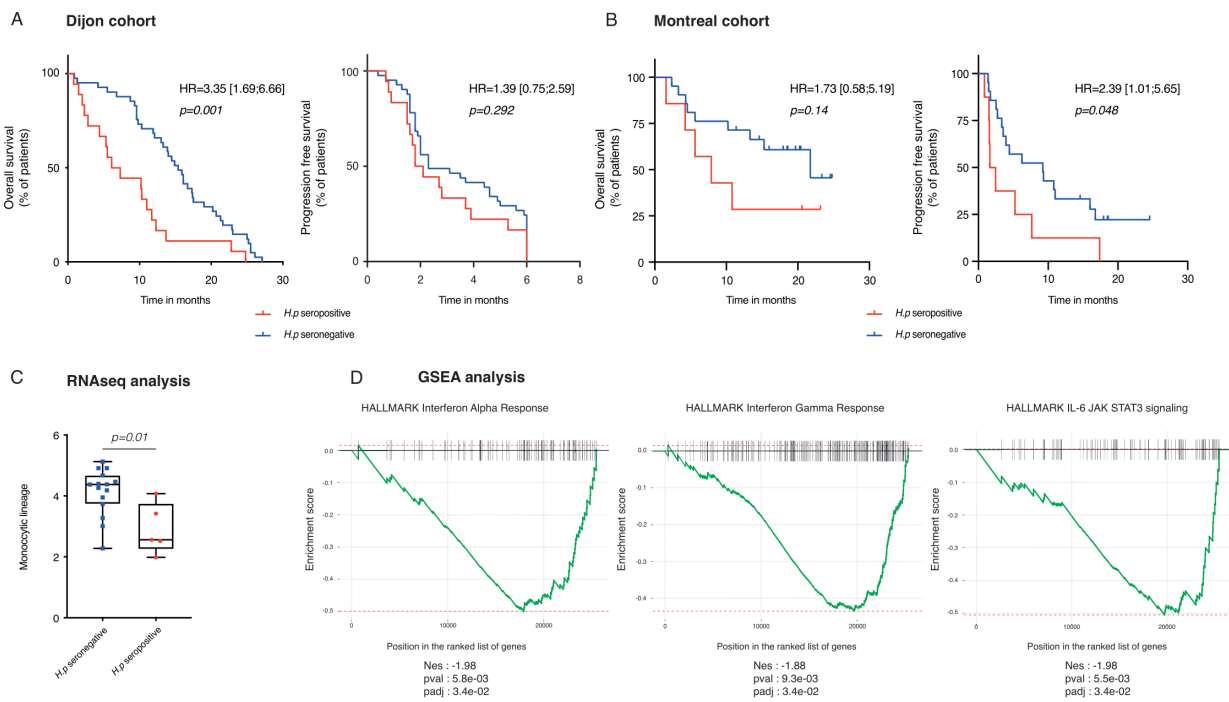 A Dijon cohort
B Montreal cohort
Overall survival
(% of patients)
100
50
0
0 10 20 30
Time in months
HR=3.35 [1.69;6.66]
p=0.001
Progression free survival
(% of patients)
100
50
0
0 2 4 6 8
Time in months
HR=1.39 [0.75;2.59]
p=0.292
H.p seropositive
H.p seronegative
Overall survival
(% of patients )
100
75
50
25
0
0 10 20 30
Time in months
HR=1.73 [0.58;5.19]
p=0.14
Progression free survival
(% of patients)
100
75
50
25
0
0 10 20 30
Time in months
HR=2.39 [1.01;5.65]
p=0.048
H.p seropositive
H.p seronegative
C RNAseq analysis
Monoccytic lineage
6
4
2
0
p=0.01
H.p seronegative
H.p seropositive
D GSEA analysis
HALLMARK Interferon Alpha Response
Enrichment score
0.0
-0.1
-0.2
-0.3
-0.4
-0.5
0 10000 20000
Position in the ranked list of genes
Nes : -1.98
pval : 5.8e-03
padj : 3.4e-02
HALLMARK Interferon Gamma Response
Enrichment score
0.0
-0.1
-0.2
-0.3
-0.4
0 10000 20000
Position in the ranked list of genes
Nes : -1.88
pval : 9.3e-03
padj : 3.4e-02
HALLMARK IL-6 JAK STAT3 signaling
Enrichment score
0.0
-0.1
-0.2
-0.3
-0.4
-0.5
0 10000 20000
Position in the ranked list of genes
Nes : -1.98
pval : 5.5e-03
padj : 3.4e-02